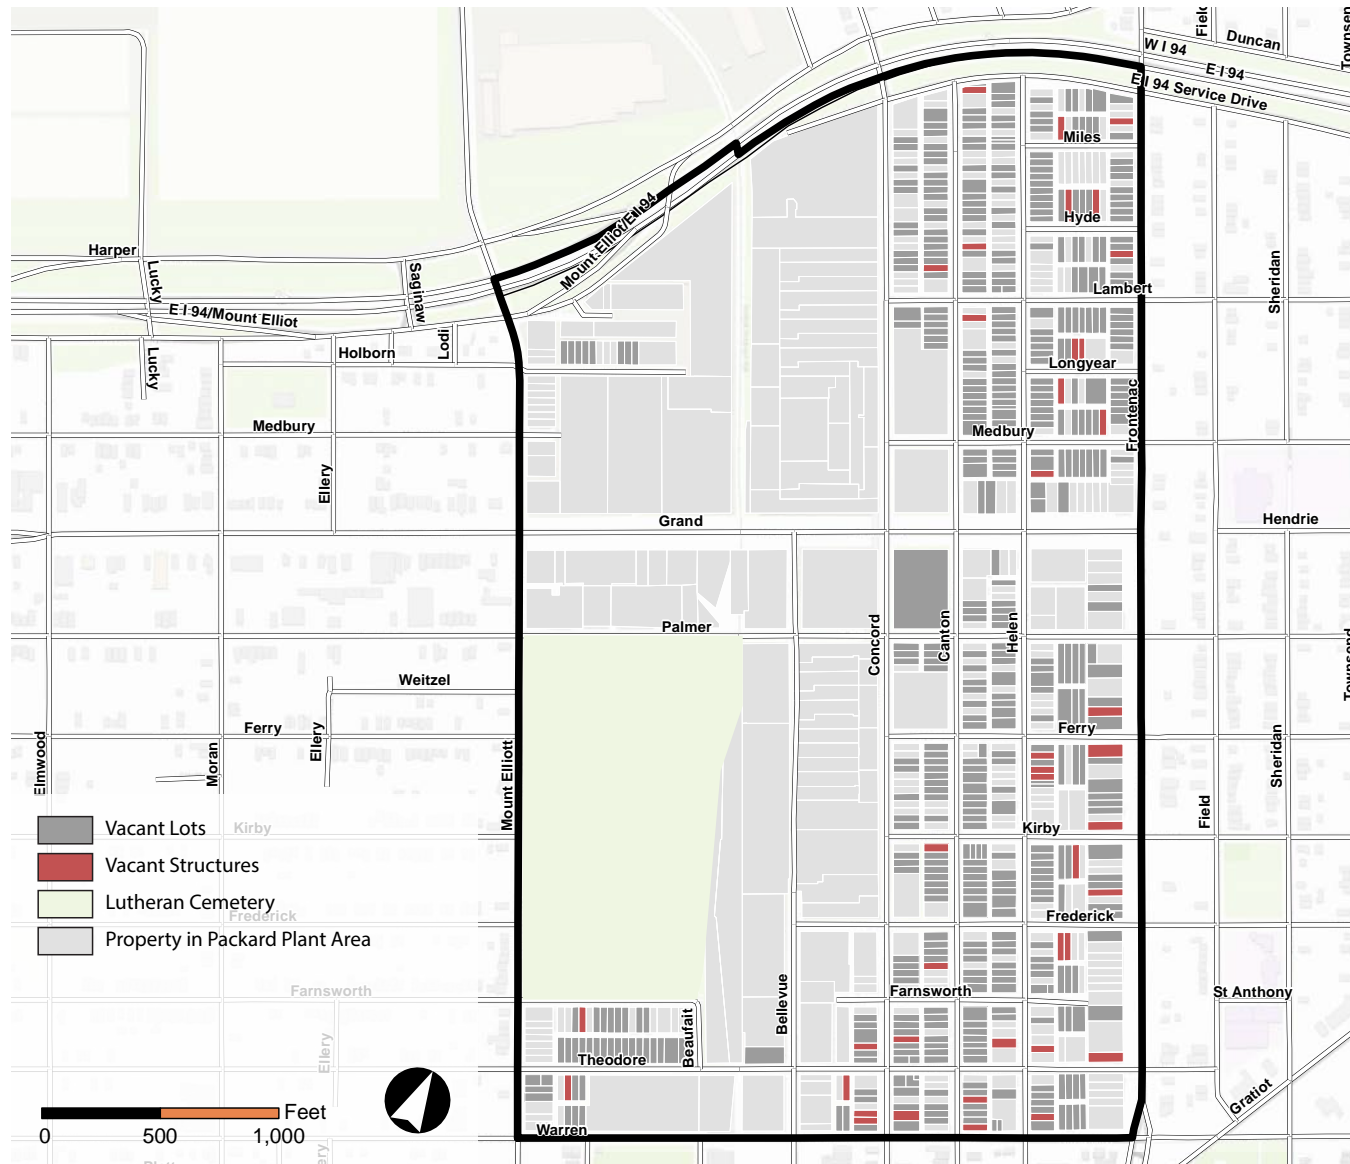 Field
Duncan
Townsen
W I 94
E I 94
E I 94 Service Drive
Miles
Hyde
Mount Elliot/E I 94
Harper
Lucky
Saginaw
Sheridan
Lambert
E I 94/Mount Elliot
Lodi
Holborn
Lucky
Longyear
Frontenac
Medbury
Medbury
Ellery
Grand
Hendrie
Palmer
Concord
Canton
Helen
Townsend
Weitzel
Ferry
Ferry
Ellery
Moran
Elmwood
Mount Elliott
Sheridan
Field
Vacant Lots
Kirby
Kirby
Vacant Structures
Lutheran Cemetery
Frederick
Frederick
Property in Packard Plant Area
Farnsworth
Farnsworth
St Anthony
Bellevue
Beaufait
Ellery
Theodore
Gratiot
Feet
0 500 1,000
Warren